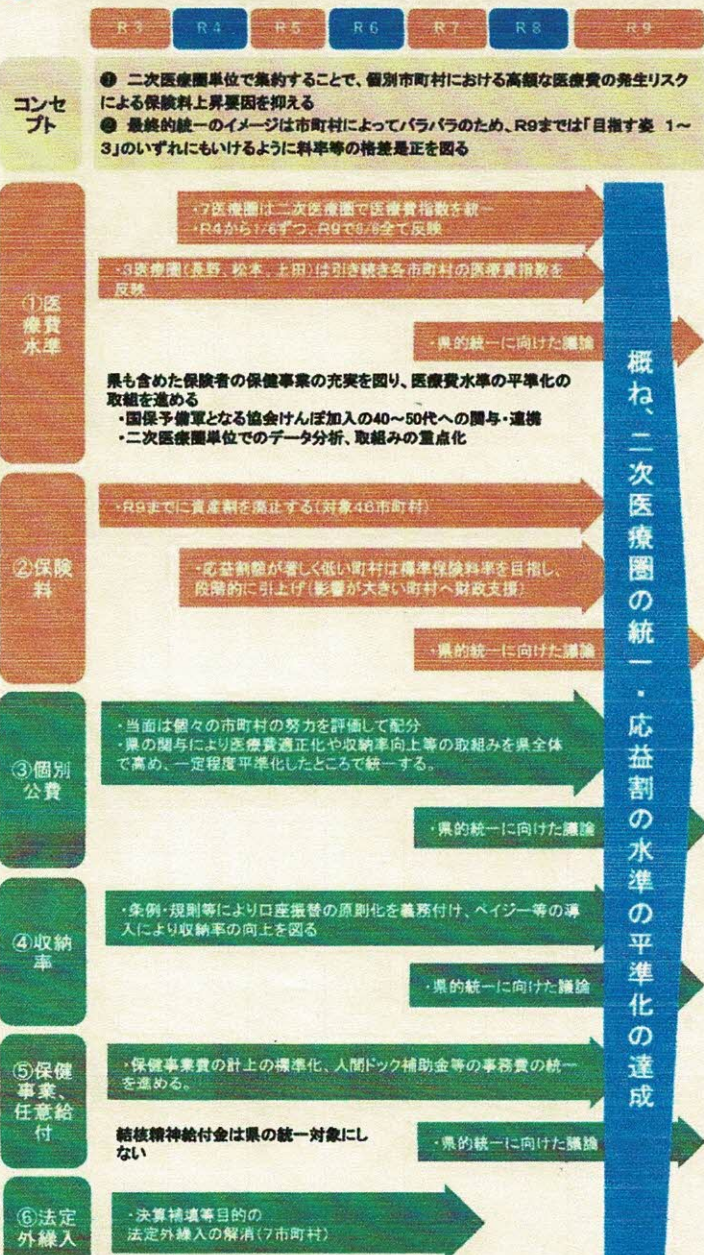 R3 R4 R5 R6 R7 R8 R9
コンセ
プト
❶ 二次医療圏単位で集約することで、個別市町村における高額な医療費の発生リスク
による保険料上昇要因を抑える
❷ 最終的統一のイメージは市町村によってバラバラのため、R9までは「目指す姿 1～
3」のいずれにもいけるように料率等の格差是正を図る
①医
療費
水準
・7医療圏は二次医療圏で医療費指数を統一
・R4から1/6ずつ、R9で6/6全て反映
・3医療圏(長野、松本、上田)は引き続き各市町村の医療費指数を
反映
・県的統一に向けた議論
県も含めた保険者の保健事業の充実を図り、医療費水準の平準化の
取組を進める
・国保予備軍となる協会けんぽ加入の40～50代への関与・連携
・二次医療圏単位でのデータ分析、取組みの重点化
②保険
料
・R9までに資産割を廃止する(対象46市町村)
・応益割額が著しく低い町村は標準保険料率を目指し、
段階的に引上げ(影響が大きい町村へ財政支援)
・県的統一に向けた議論
③個別
公費
・当面は個々の市町村の努力を評価して配分
・県の関与により医療費適正化や収納率向上等の取組みを県全体
で高め、一定程度平準化したところで統一する。
・県的統一に向けた議論
④収納
率
・条例・規則等により口座振替の原則化を義務付け、ペイジー等の導
入により収納率の向上を図る
・県的統一に向けた議論
⑤保健
事業、
任意給
付
・保健事業費の計上の標準化、人間ドック補助金等の事務費の統一
を進める。
結核精神給付金は県の統一対象にし
ない
・県的統一に向けた議論
⑥法定
外繰入
・決算補填等目的の
法定外繰入の解消(7市町村)
概ね、二次医療圏の統一・応益割の水準の平準化の達成